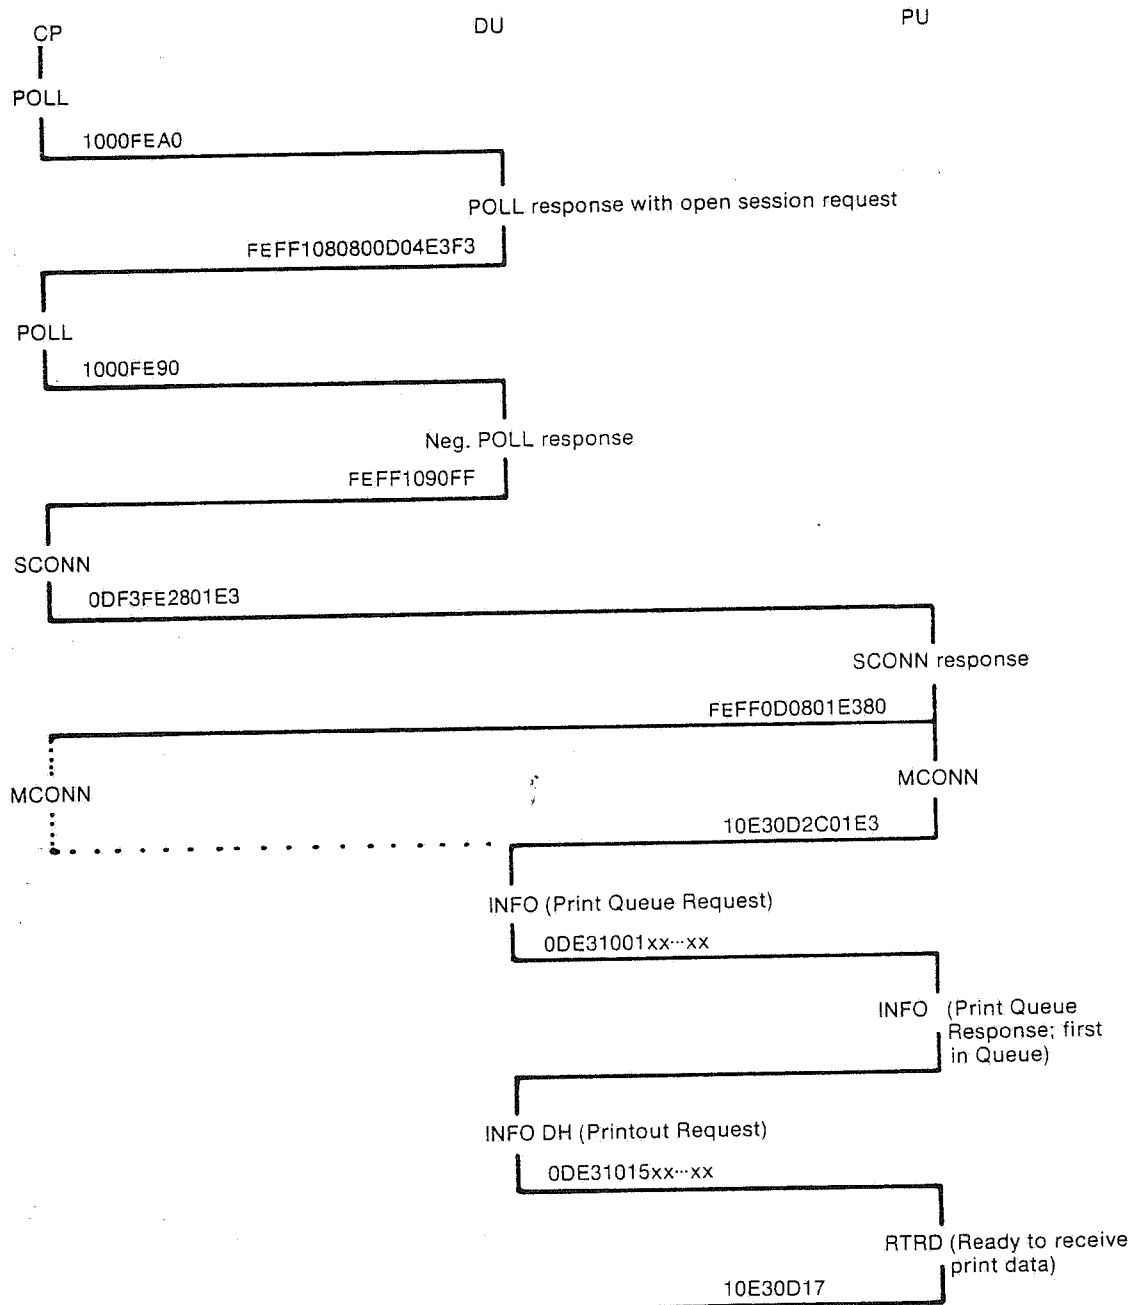 CP
DU
PU
POLL
1000FEA0
POLL response with open session request
FEFF1080800D04E3F3
POLL
1000FE90
Neg. POLL response
FEFF1090FF
SCONN
0DF3FE2801E3
SCONN response
FEFF0D0801E380
MCONN
MCONN
10E30D2C01E3
INFO (Print Queue Request)
0DE31001xx···xx
INFO (Print Queue
Response; first
in Queue)
INFO DH (Printout Request)
0DE31015xx···xx
RTRD (Ready to receive
print data)
10E30D17